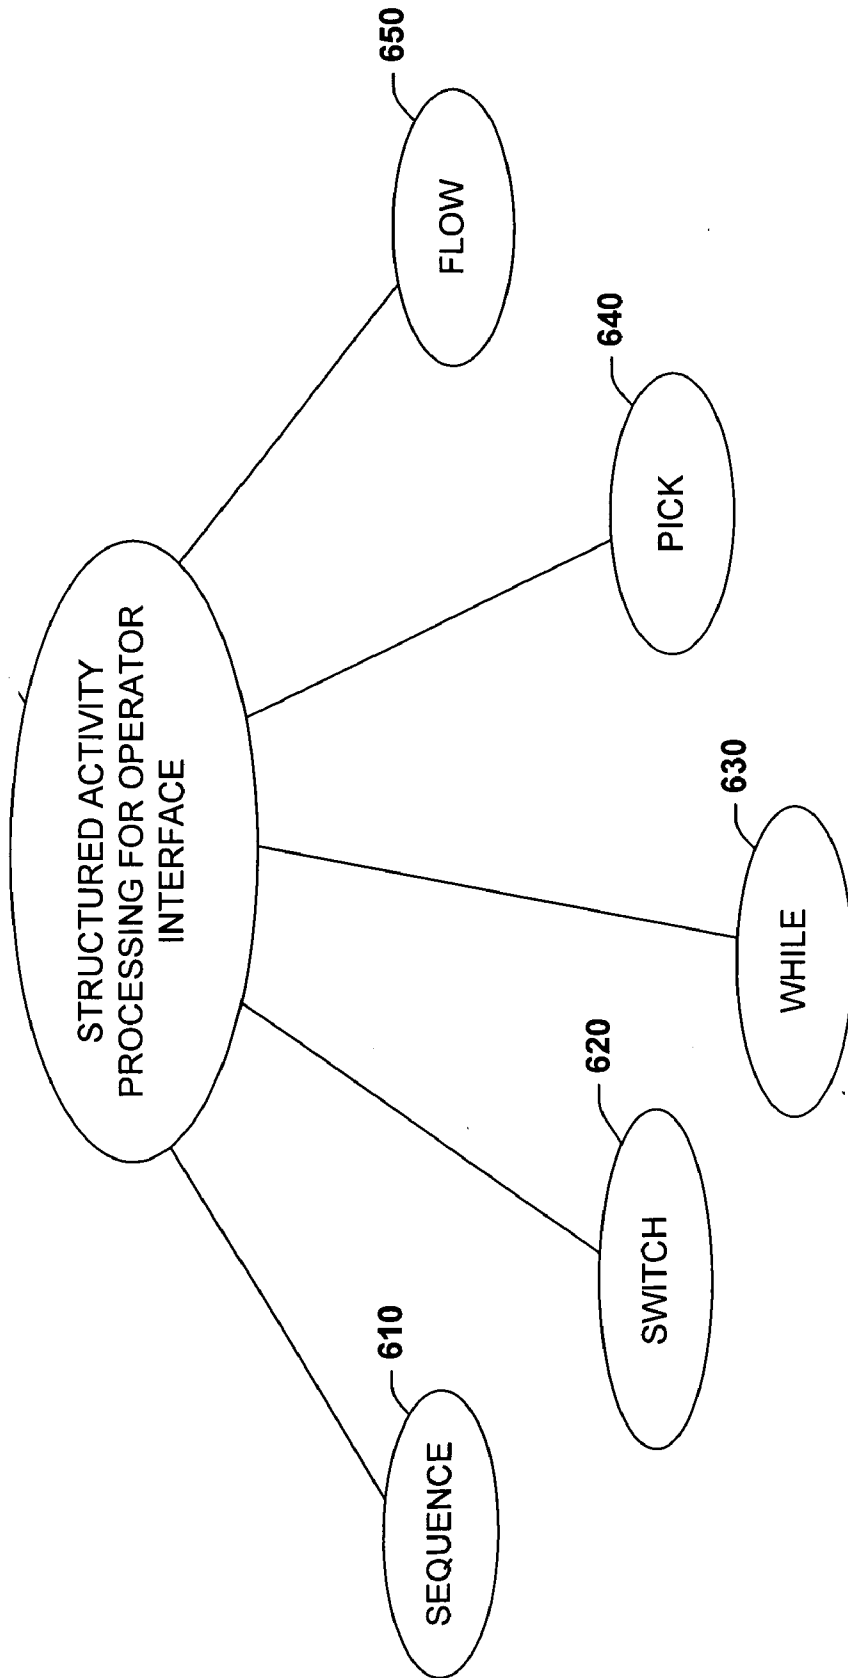 STRUCTURED ACTIVITY
PROCESSING FOR OPERATOR
INTERFACE
610
SEQUENCE
620
SWITCH
630
WHILE
640
PICK
650
FLOW